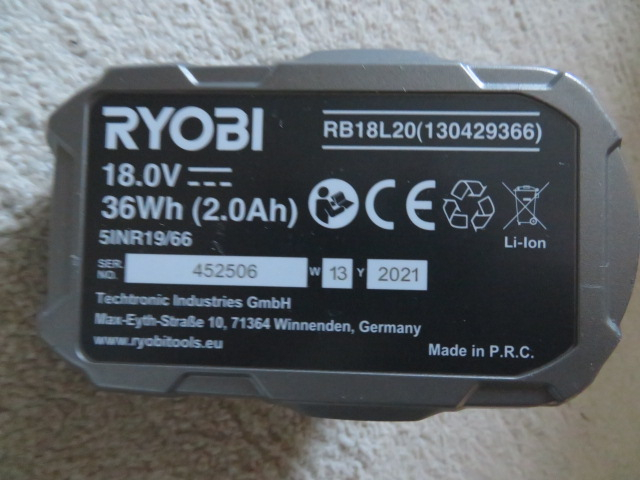 RYOBI
RB18L20(130429366)
18.0V
36Wh (2.0Ah)
CE
Li-Ion
5INR19/66
SER. NO. 452506 W 13 Y 2021
Techtronic Industries GmbH
Max-Eyth-Straße 10, 71364 Winnenden, Germany
www.ryobitools.eu
Made in P.R.C.